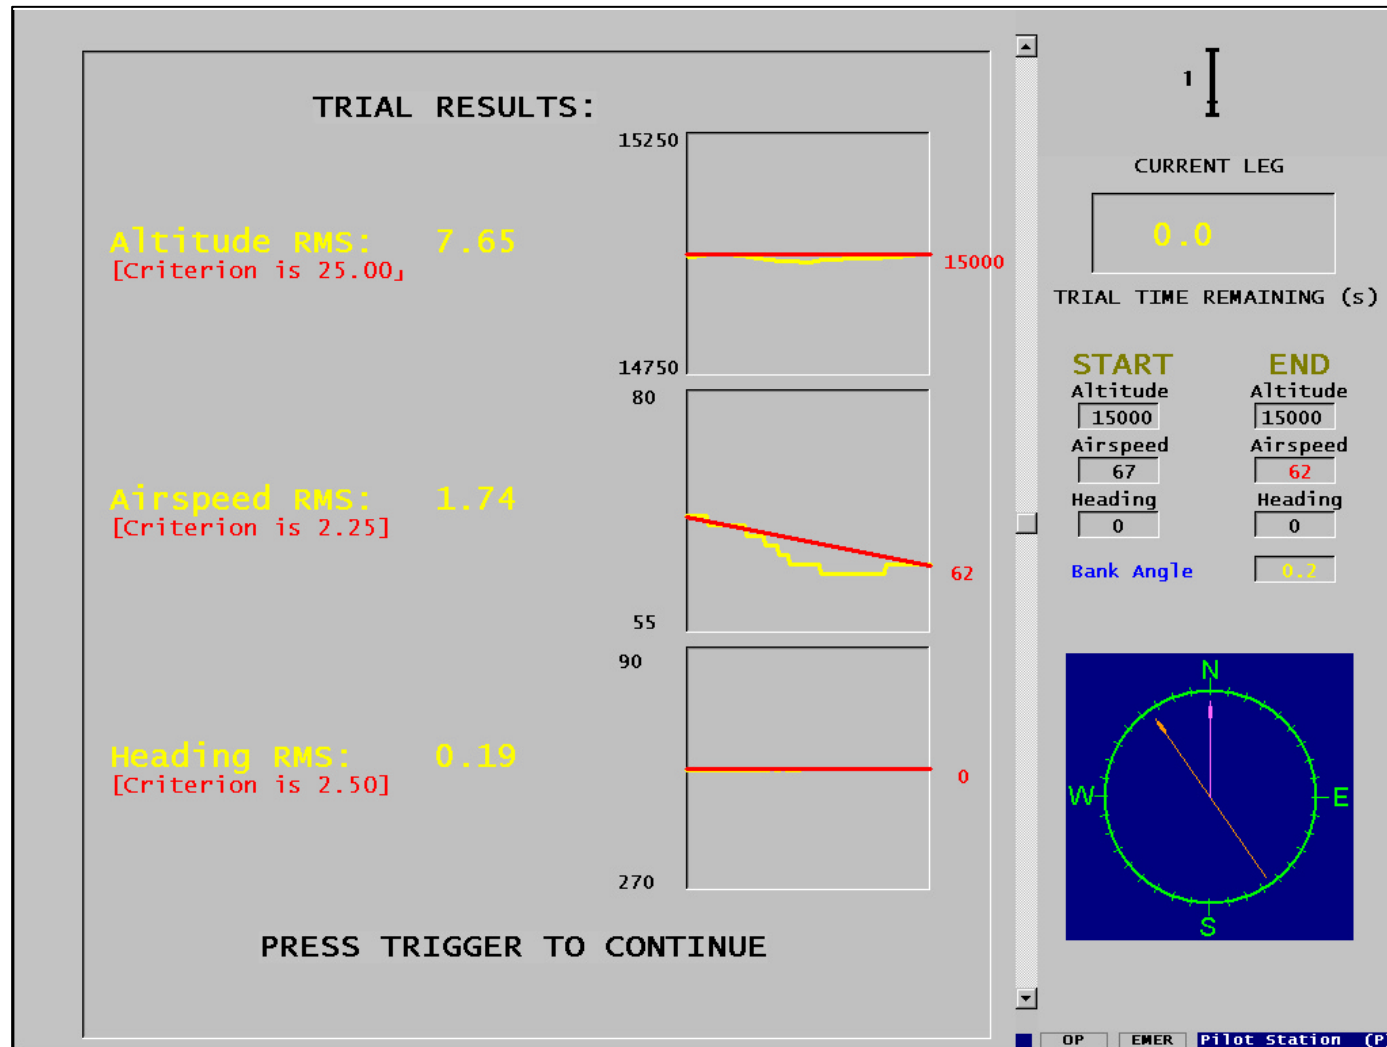 TRIAL RESULTS:
15250
Altitude RMS: 7.65
[Criterion is 25.00]
15000
14750
80
Airspeed RMS: 1.74
[Criterion is 2.25]
62
55
90
Heading RMS: 0.19
[Criterion is 2.50]
0
270
PRESS TRIGGER TO CONTINUE
1
CURRENT LEG
0.0
TRIAL TIME REMAINING (s)
START END
Altitude Altitude
15000 15000
Airspeed Airspeed
67 62
Heading Heading
0 0
Bank Angle 0.2
N
W E
S
OP EMER Pilot Station (P